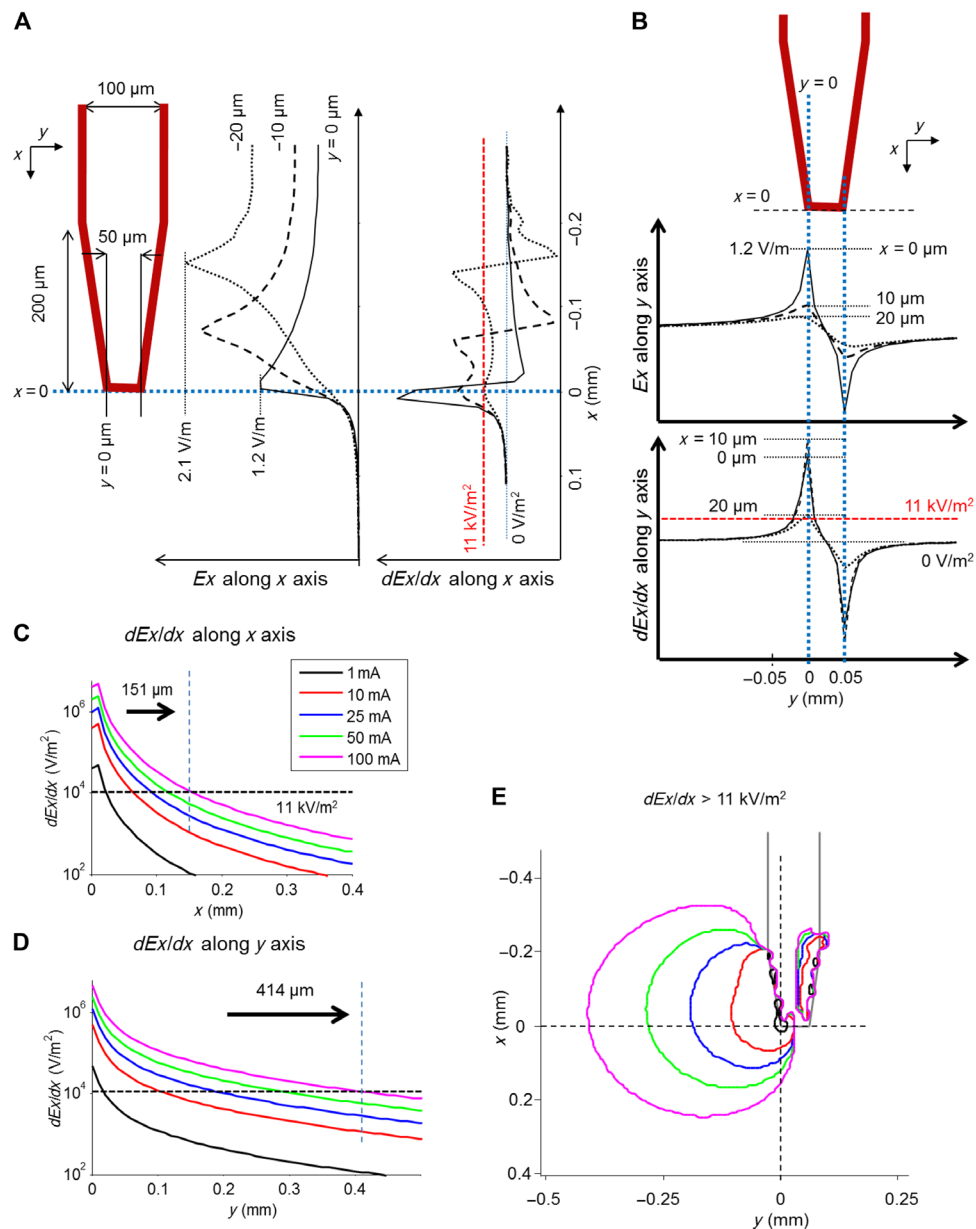 A
100 µm
y
x
50 µm
200 µm
x = 0
y = 0 µm
2.1 V/m
1.2 V/m
−20 µm
−10 µm
y = 0 µm
Ex along x axis
11 kV/m²
0 V/m²
dEx/dx along x axis
−0.2
−0.1
0
0.1
x (mm)
B
y = 0
y
x
x = 0
1.2 V/m
x = 0 µm
10 µm
20 µm
Ex along y axis
x = 10 µm
0 µm
20 µm
11 kV/m²
0 V/m²
dEx/dx along y axis
−0.05
0
0.05
y (mm)
C
dEx/dx along x axis
151 µm
1 mA
10 mA
25 mA
50 mA
100 mA
10⁶
10⁴
10²
dEx/dx (V/m²)
11 kV/m²
0
0.1
0.2
0.3
0.4
x (mm)
D
dEx/dx along y axis
414 µm
10⁶
10⁴
10²
dEx/dx (V/m²)
0
0.1
0.2
0.3
0.4
y (mm)
E
dEx/dx > 11 kV/m²
−0.4
−0.2
0
0.2
0.4
x (mm)
−0.5
−0.25
0
0.25
y (mm)